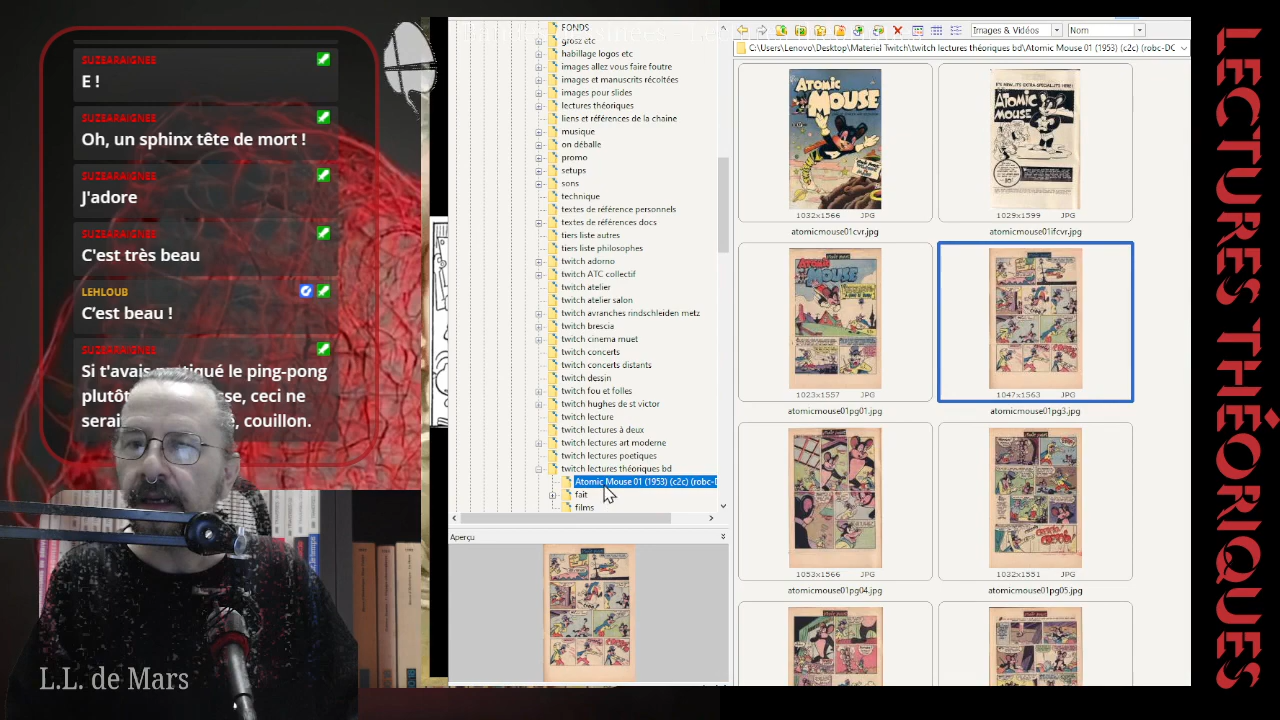 SUZEARAIGNEE
E !
SUZEARAIGNEE
Oh, un sphinx tête de mort !
SUZEARAIGNEE
J'adore
SUZEARAIGNEE
C'est très beau
LEHLOUB
C'est beau !
SUZEARAIGNEE
Si t'avais pratiqué le ping-pong
L.L. de Mars
FONDS
grosz etc
habillage logos etc
images allez vous faire foutre
images et manuscrits récoltées
images pour slides
lectures théoriques
liens et références de la chaine
musique
on déballe
promo
setups
sons
technique
textes de référence personnels
textes de références docs
tiers liste autres
tiers liste philosophes
twitch adorno
twitch ATC collectif
twitch atelier
twitch atelier salon
twitch avranches rindschleiden metz
twitch brescia
twitch cinema muet
twitch concerts
twitch concerts distants
twitch dessin
twitch fou et folles
twitch hughes de st victor
twitch lecture
twitch lectures à deux
twitch lectures art moderne
twitch lectures poetiques
twitch lectures théoriques bd
Atomic Mouse 01 (1953) (c2c) (robc-D
fait
films
Aperçu
Images & Vidéos
Nom
C:\Users\Lenovo\Desktop\Materiel Twitch\twitch lectures théoriques bd\Atomic Mouse 01 (1953) (c2c) (robc-DC
ATOMIC MOUSE
1032x1566 JPG
atomicmouse01cvr.jpg
ATOMIC MOUSE
1029x1599 JPG
atomicmouse01ifcvr.jpg
ATOMIC MOUSE
1023x1557 JPG
atomicmouse01pg01.jpg
1047x1563 JPG
atomicmouse01pg3.jpg
1053x1566 JPG
atomicmouse01pg04.jpg
1032x1551 JPG
atomicmouse01pg05.jpg
LECTURES THÉORIQUES